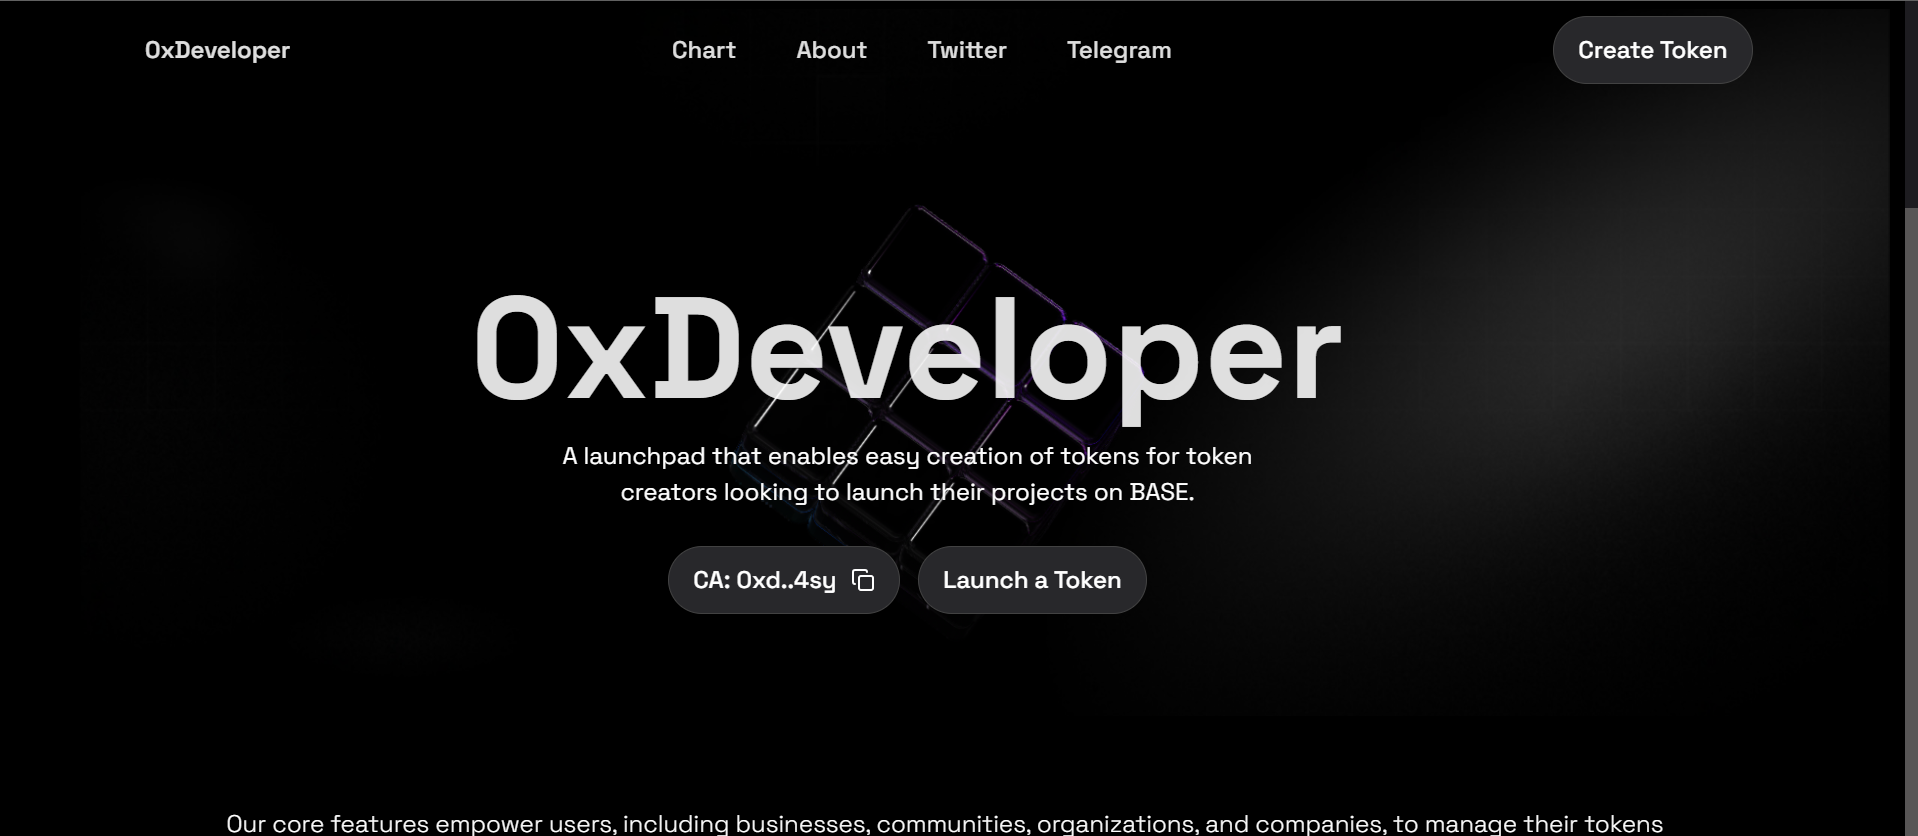 0xDeveloper
Chart
About
Twitter
Telegram
Create Token
0xDeveloper
A launchpad that enables easy creation of tokens for token
creators looking to launch their projects on BASE.
CA: 0xd..4sy
Launch a Token
Our core features empower users, including businesses, communities, organizations, and companies, to manage their tokens